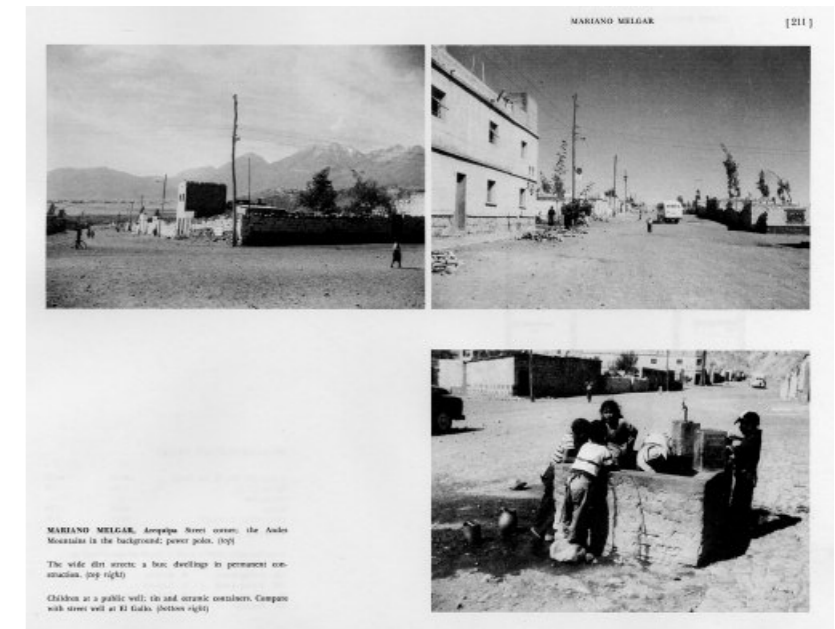 MARIANO MELGAR
[211]
MARIANO MELGAR, Arequipa Street corner; the Andes
Mountains in the background; power poles. (top)
The wide dirt streets; a bus; dwellings in permanent con-
struction. (top right)
Children at a public well; tin and ceramic containers. Compare
with street well at El Gallo. (bottom right)